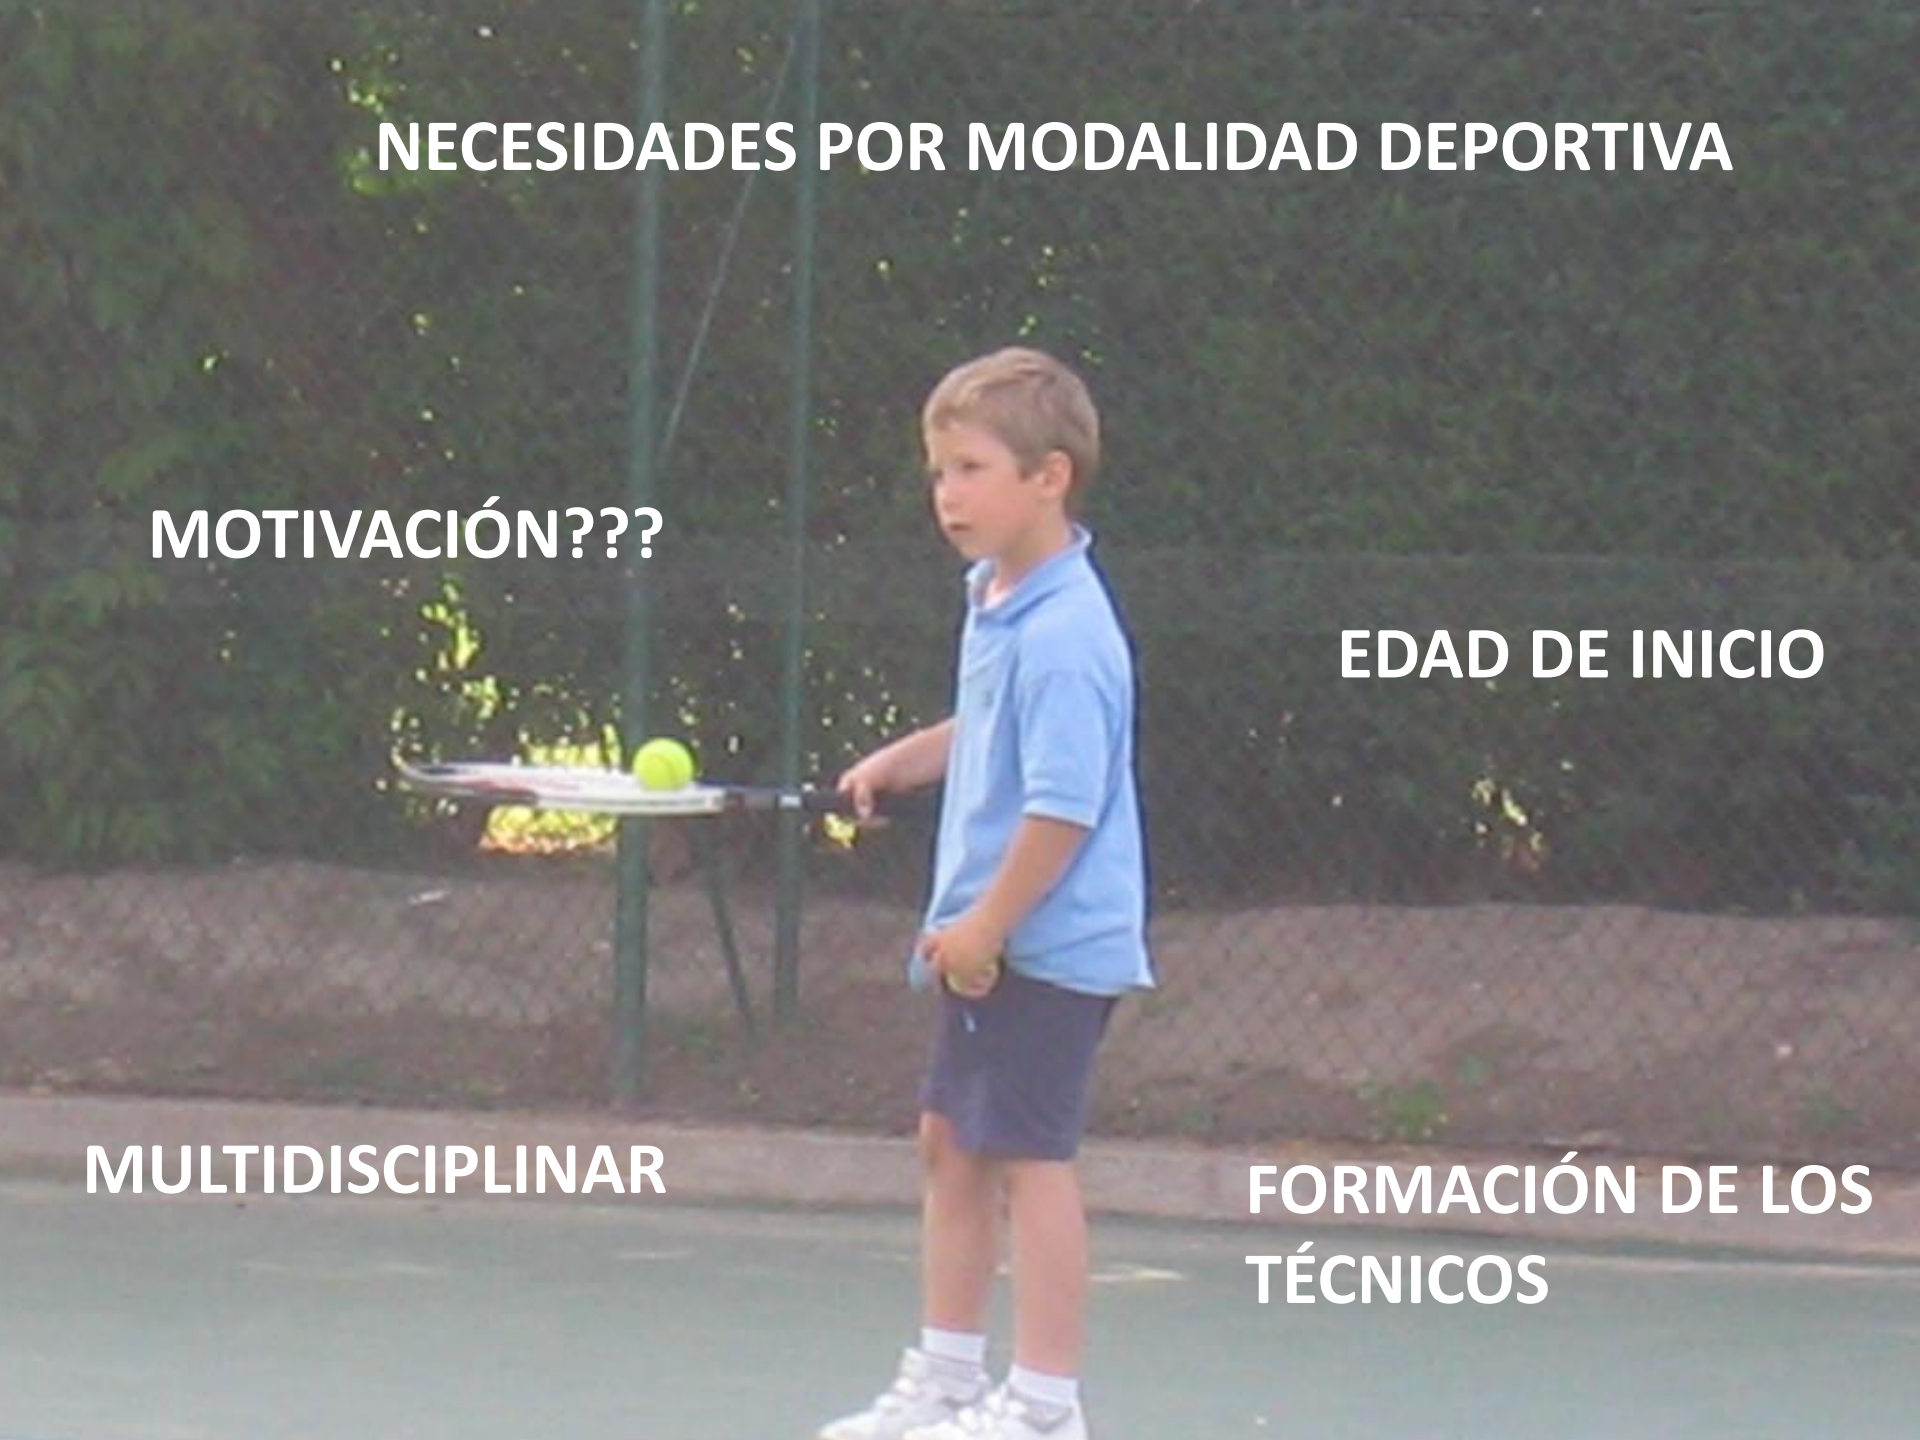 NECESIDADES POR MODALIDAD DEPORTIVA
MOTIVACIÓN???
EDAD DE INICIO
MULTIDISCIPLINAR
FORMACIÓN DE LOS
TÉCNICOS